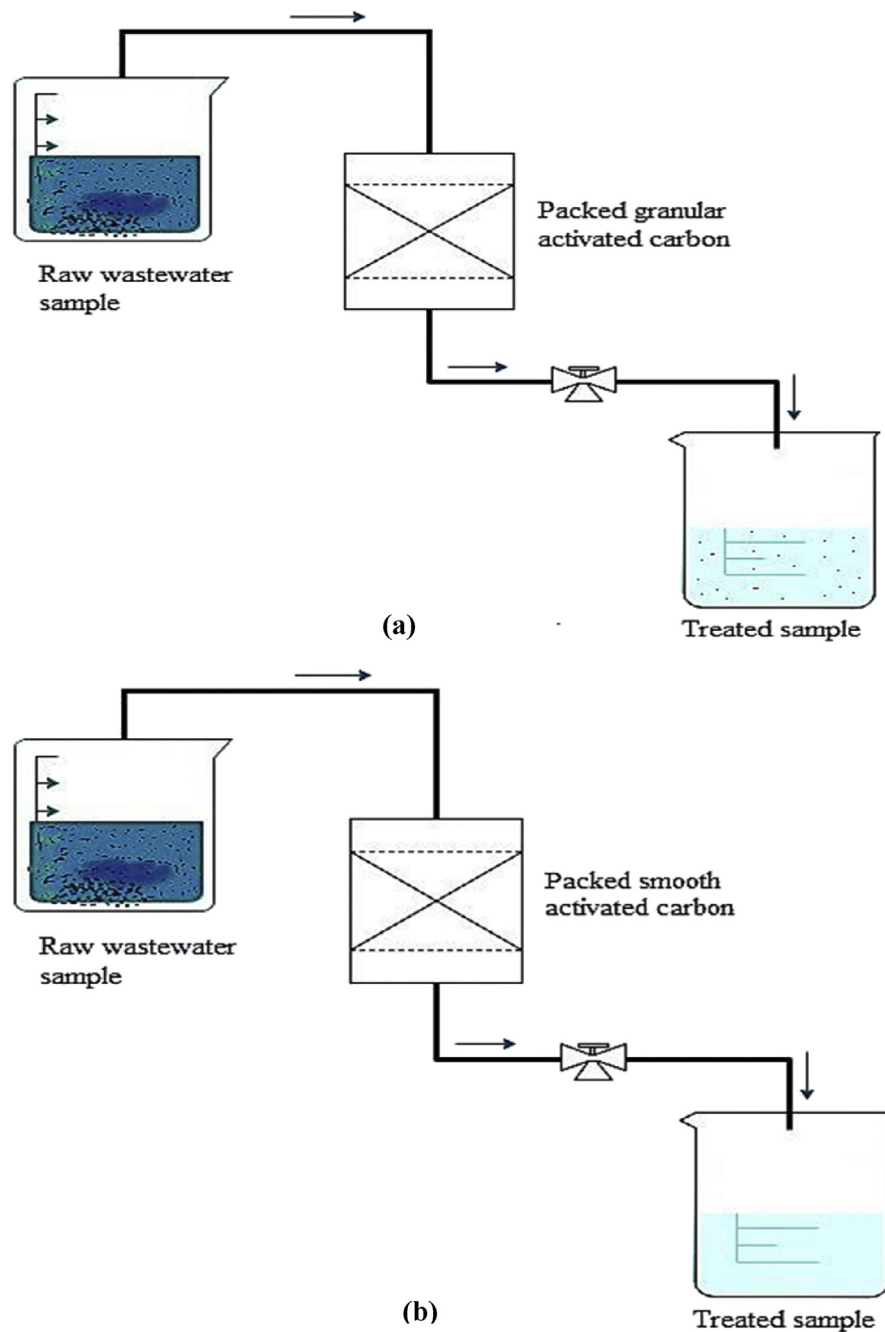 Packed granular
activated carbon
Raw wastewater
sample
(a)
Treated sample
Packed smooth
activated carbon
Raw wastewater
sample
(b)
Treated sample